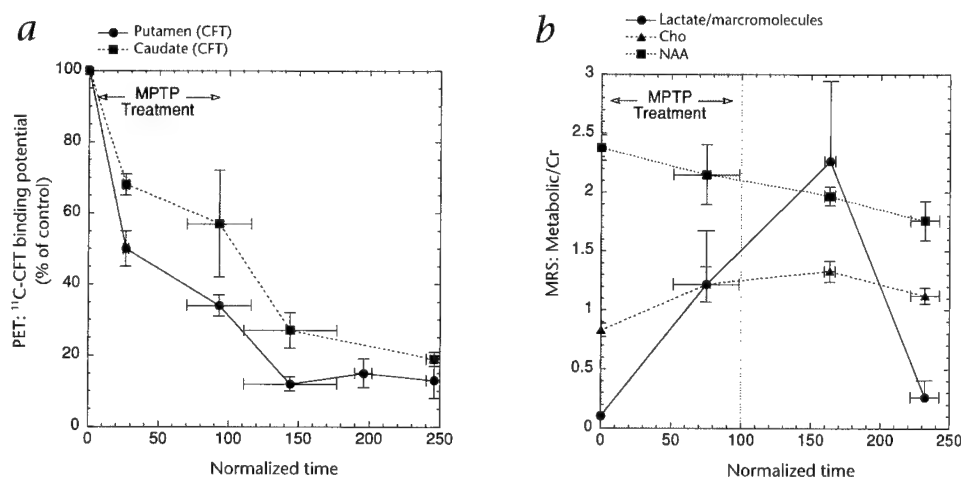 a
Putamen (CFT)
Caudate (CFT)
PET: ¹¹C-CFT binding potential
(% of control)
100
80
60
40
20
0
MPTP
Treatment
0 50 100 150 200 250
Normalized time
b
Lactate/marcromolecules
Cho
NAA
MRS: Metabolic/Cr
3
2.5
2
1.5
1
0.5
0
MPTP
Treatment
0 50 100 150 200 250
Normalized time